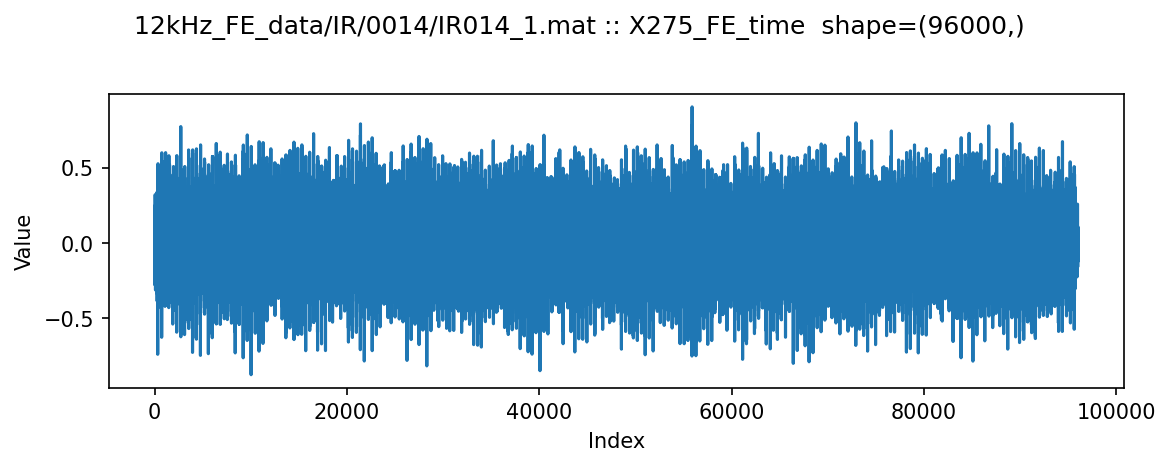 12kHz_FE_data/IR/0014/IR014_1.mat :: X275_FE_time  shape=(96000,)
0.5
0.0
−0.5
Value
0 20000 40000 60000 80000 100000
Index